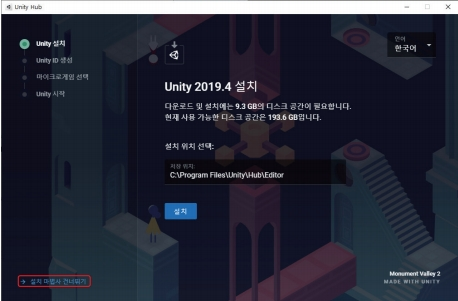 Unity Hub
Unity 설치
Unity ID 생성
마이크로게임 선택
Unity 시작
언어
한국어
Unity 2019.4 설치
다운로드 및 설치에는 9.3 GB의 디스크 공간이 필요합니다.
현재 사용 가능한 디스크 공간은 193.6 GB입니다.
설치 위치 선택:
저장 위치:
C:\Program Files\Unity\Hub\Editor
설치
설치 마법사 건너뛰기
Monument Valley 2
MADE WITH UNITY